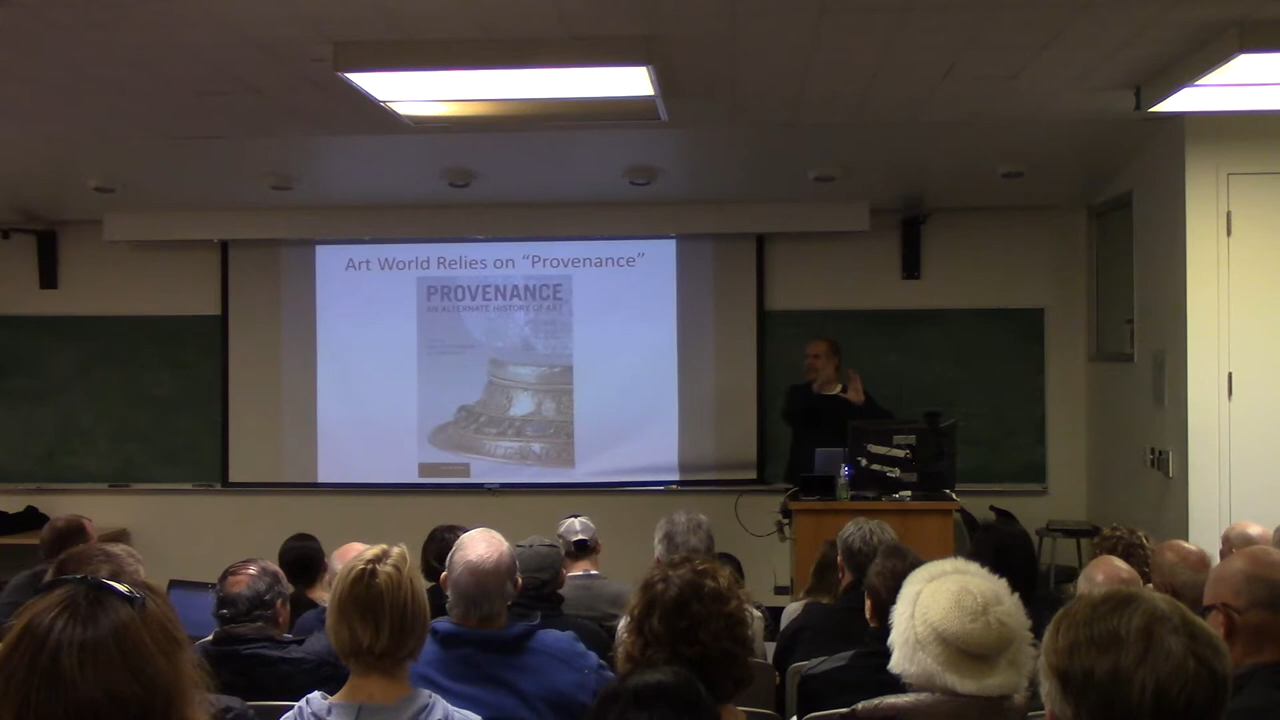 Art World Relies on “Provenance”
PROVENANCE
AN ALTERNATE HISTORY OF ART